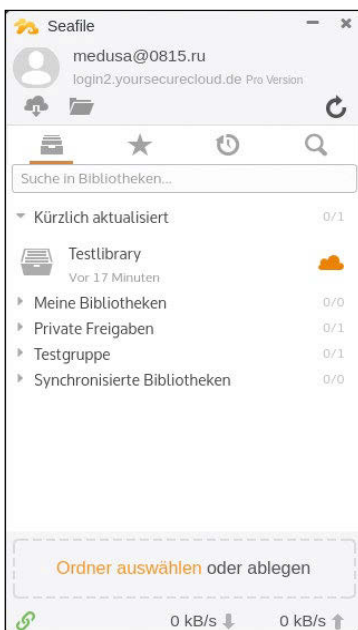 Seafile
medusa@0815.ru
login2.yoursecurecloud.de Pro Version
Suche in Bibliotheken...
Kürzlich aktualisiert 0/1
Testlibrary
Vor 17 Minuten
Meine Bibliotheken 0/0
Private Freigaben 0/1
Testgruppe 0/1
Synchronisierte Bibliotheken 0/0
Ordner auswählen oder ablegen
0 kB/s 0 kB/s